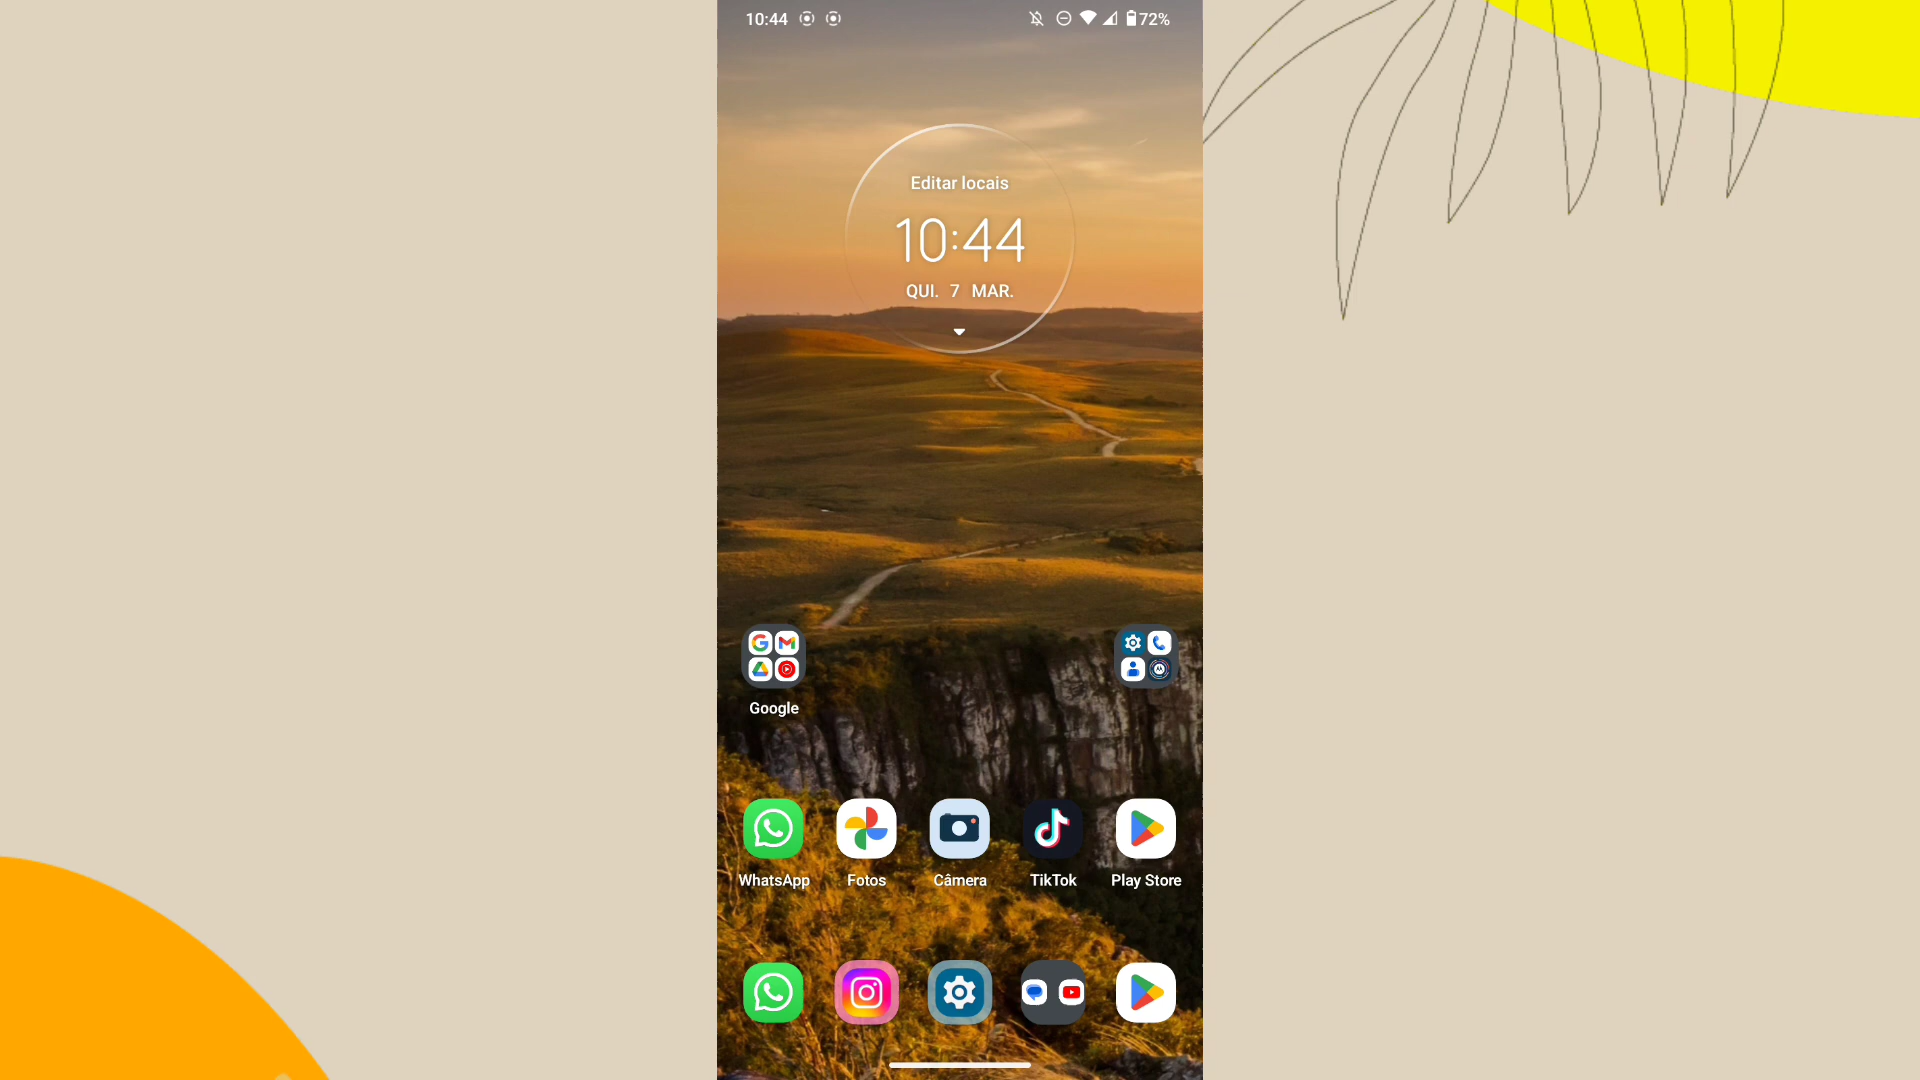 10:44
72%
Editar locais
10:44
QUI. 7 MAR.
Google
WhatsApp
Fotos
Câmera
TikTok
Play Store